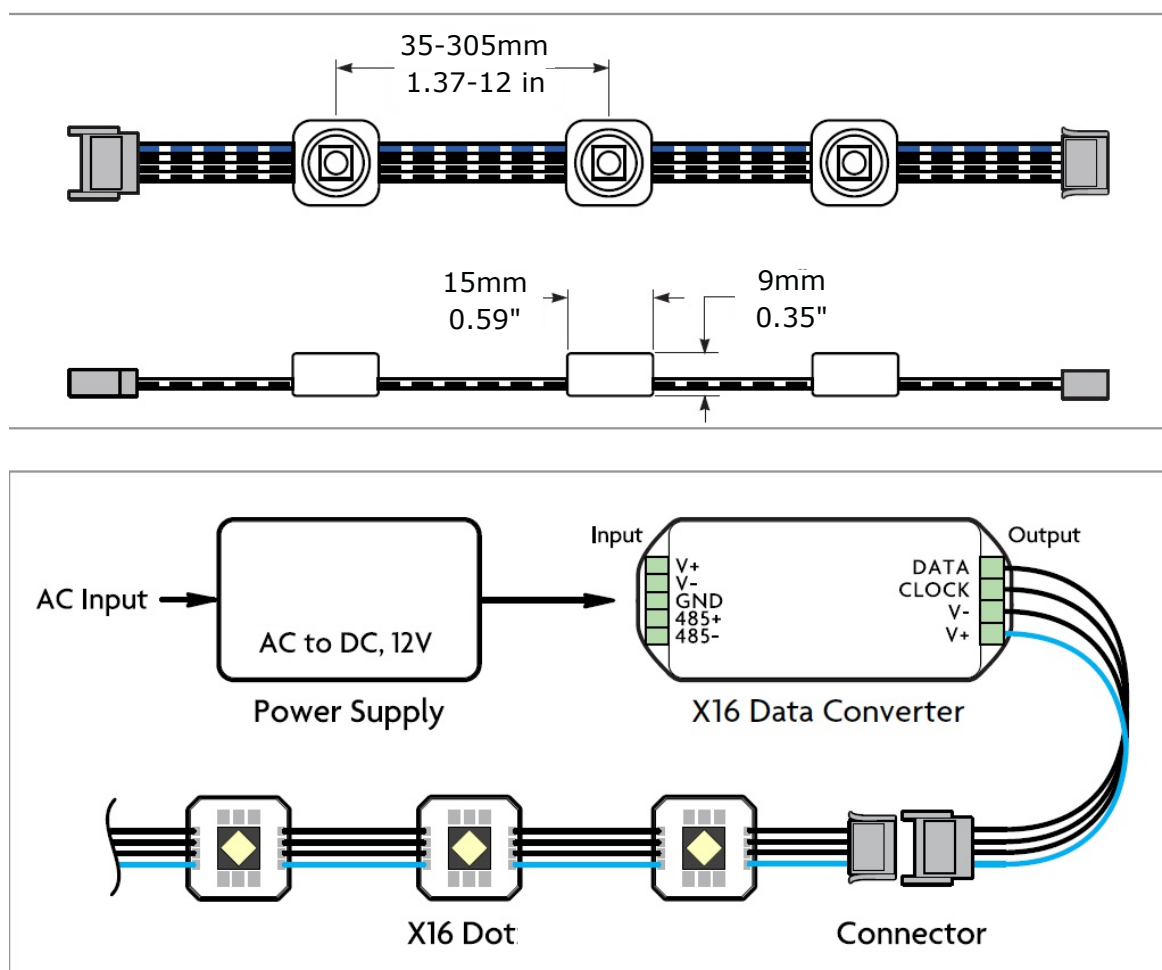 35-305mm
1.37-12 in
15mm
0.59"
9mm
0.35"
Input
Output
V+
V-
GND
485+
485-
DATA
CLOCK
V-
V+
AC Input
AC to DC, 12V
Power Supply
X16 Data Converter
X16 Dot:
Connector